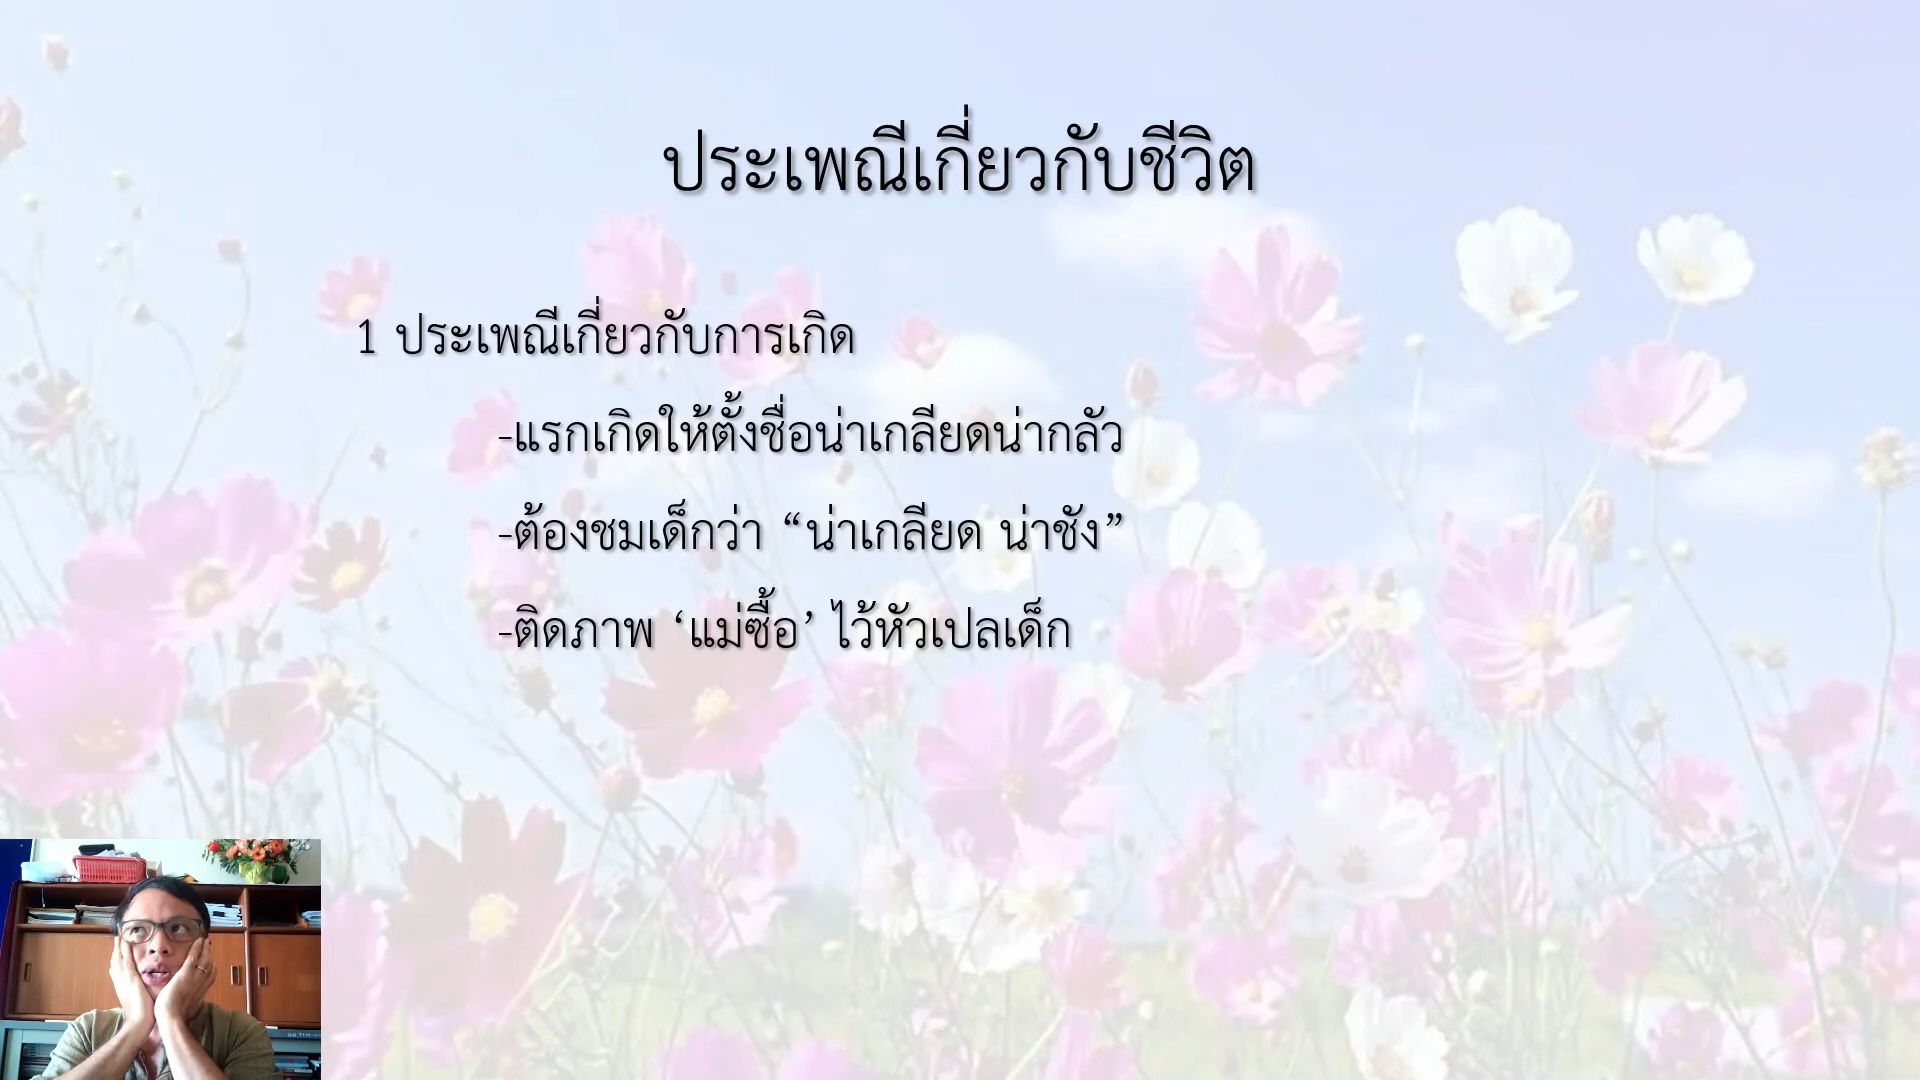 ประเพณีเกี่ยวกับชีวิต
1 ประเพณีเกี่ยวกับการเกิด
-แรกเกิดให้ตั้งชื่อน่าเกลียดน่ากลัว
-ต้องชมเด็กว่า “น่าเกลียด น่าชัง”
-ติดภาพ ‘แม่ซื้อ’ ไว้หัวเปลเด็ก